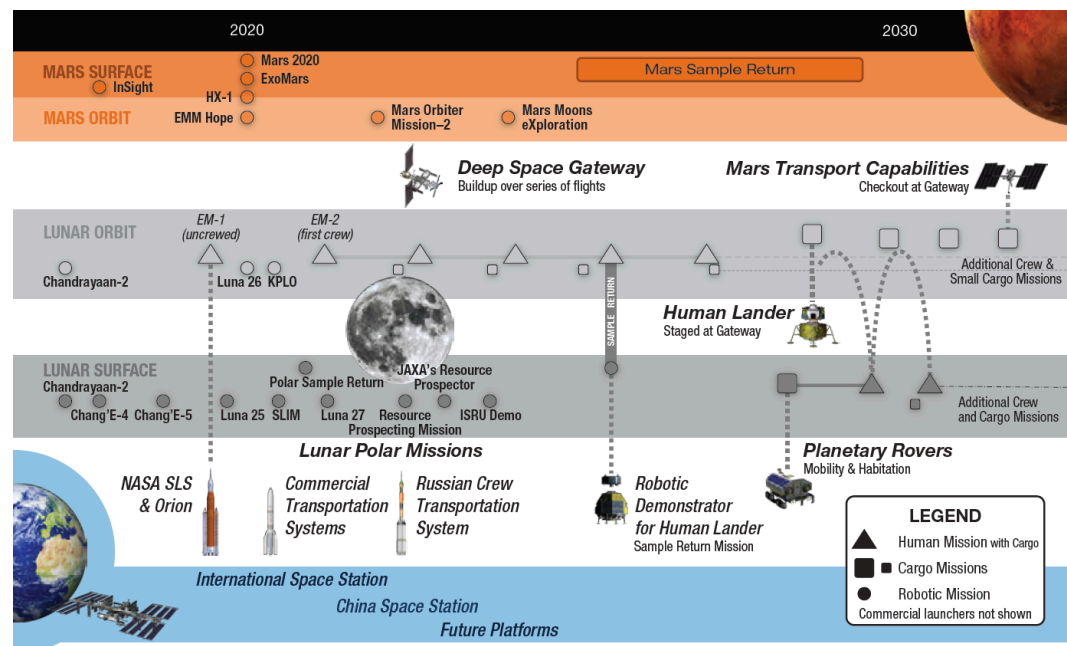 2020
2030
MARS SURFACE
InSight
Mars 2020
ExoMars
HX-1
Mars Sample Return
MARS ORBIT
EMM Hope
Mars Orbiter
Mission–2
Mars Moons
eXploration
Deep Space Gateway
Buildup over series of flights
Mars Transport Capabilities
Checkout at Gateway
LUNAR ORBIT
EM-1
(uncrewed)
EM-2
(first crew)
Chandrayaan-2
Luna 26
KPLO
Additional Crew &
Small Cargo Missions
SAMPLE RETURN
Human Lander
Staged at Gateway
LUNAR SURFACE
Chandrayaan-2
Chang'E-4
Chang'E-5
Luna 25
SLIM
Polar Sample Return
Luna 27
JAXA's Resource
Prospector
Resource
Prospecting Mission
ISRU Demo
Additional Crew
and Cargo Missions
Lunar Polar Missions
Planetary Rovers
Mobility & Habitation
NASA SLS
& Orion
Commercial
Transportation
Systems
Russian Crew
Transportation
System
Robotic
Demonstrator
for Human Lander
Sample Return Mission
LEGEND
Human Mission with Cargo
Cargo Missions
Robotic Mission
Commercial launchers not shown
International Space Station
China Space Station
Future Platforms